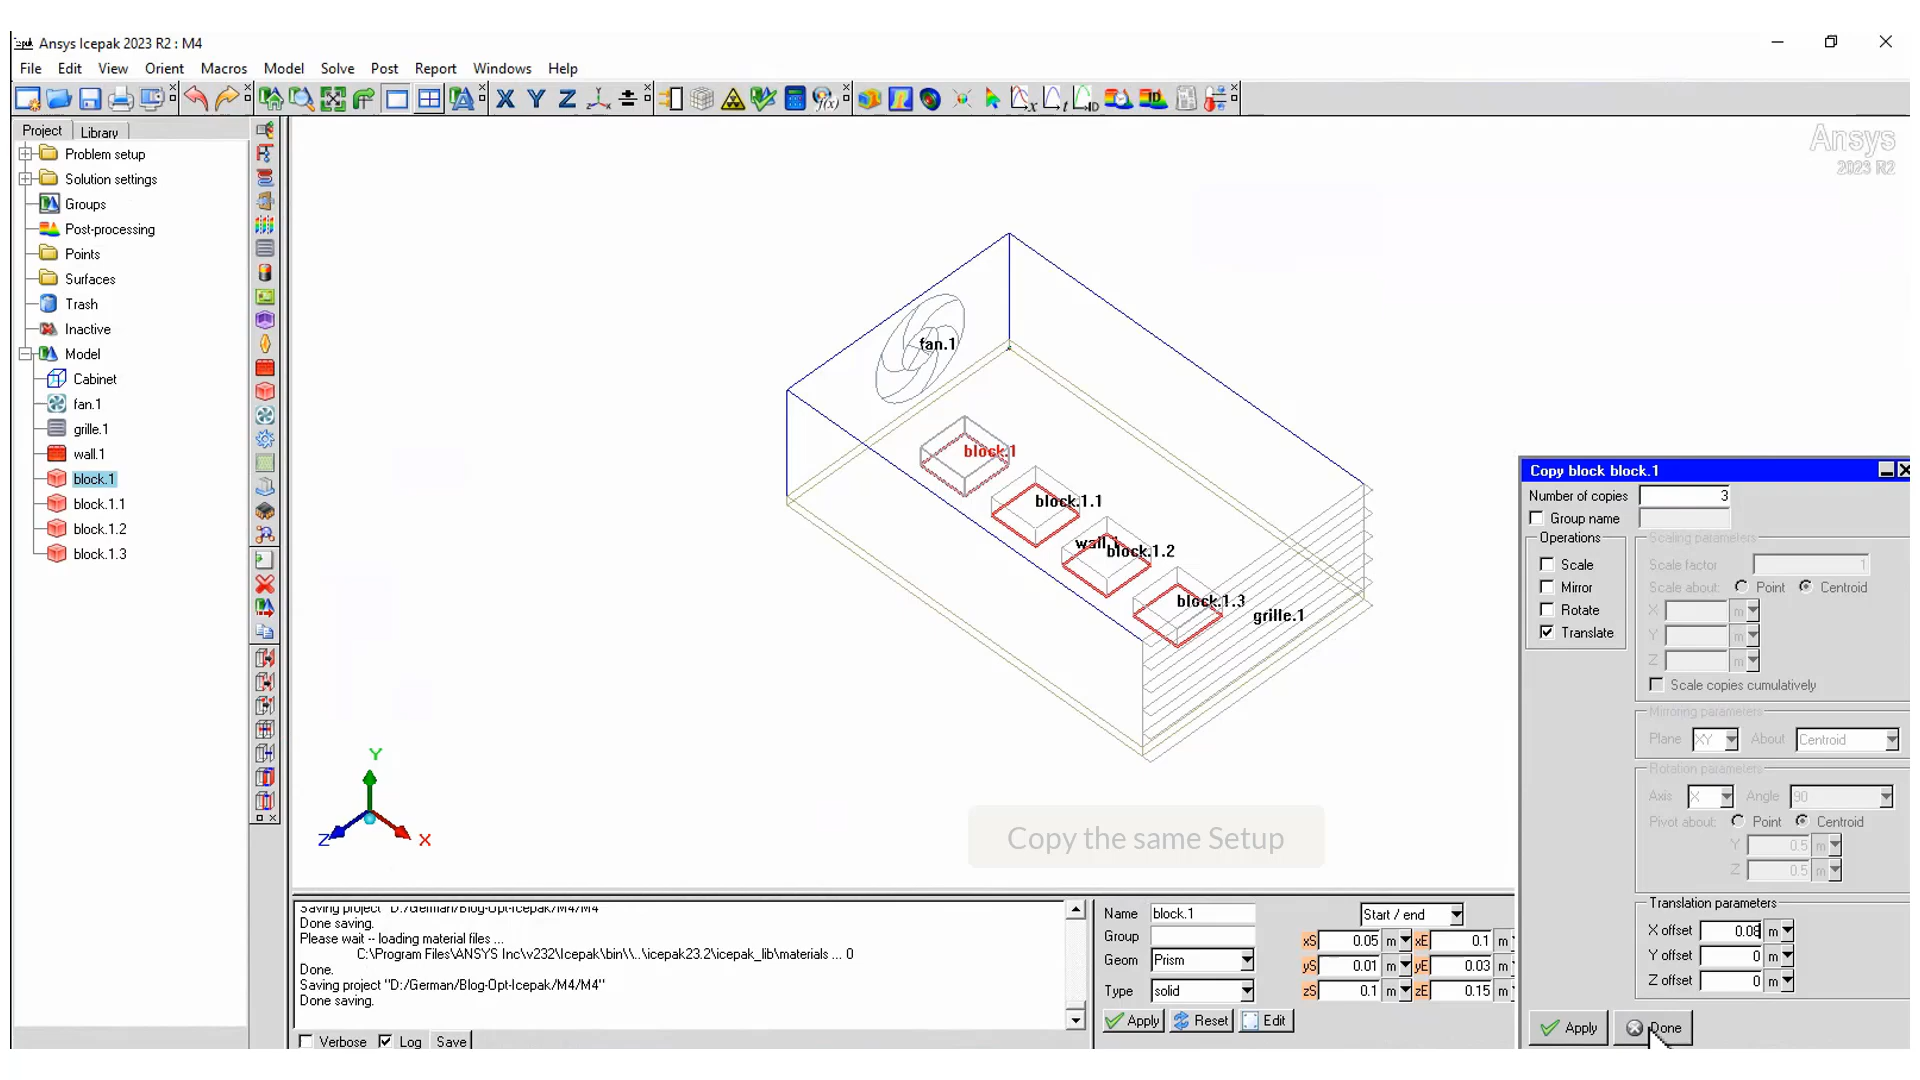 Ansys Icepak 2023 R2 : M4
File Edit View Orient Macros Model Solve Post Report Windows Help
Project Library
Problem setup
Solution settings
Groups
Post-processing
Points
Surfaces
Trash
Inactive
Model
Cabinet
fan.1
grille.1
wall.1
block.1
block.1.1
block.1.2
block.1.3
Ansys
2023 R2
fan.1
block.1
block.1.1
wall.1
block.1.2
block.1.3
grille.1
Y
Z
X
Copy the same Setup
Saving project "D:/German/Blog-Opt-Icepak/M4/M4"
Done saving.
Please wait -- loading material files ...
C:\Program Files\ANSYS Inc\v232\Icepak\bin\\..\icepak23.2\icepak_lib\materials ... 0
Done.
Saving project "D:/German/Blog-Opt-Icepak/M4/M4"
Done saving.
Verbose Log Save
Name block.1 Start / end
Group xS 0.05 m xE 0.1 m
Geom Prism yS 0.01 m yE 0.03 m
Type solid zS 0.1 m zE 0.15 m
Apply Reset Edit
Copy block block.1
Number of copies 3
Group name
Operations
Scale
Mirror
Rotate
Translate
Scaling parameters
Scale factor 1
Scale about: Point Centroid
X m
Y m
Z m
Scale copies cumulatively
Mirroring parameters
Plane XY About Centroid
Rotation parameters
Axis X Angle 90
Pivot about: Point Centroid
Y 0.5 m
Z 0.5 m
Translation parameters
X offset 0.08 m
Y offset 0 m
Z offset 0 m
Apply Done